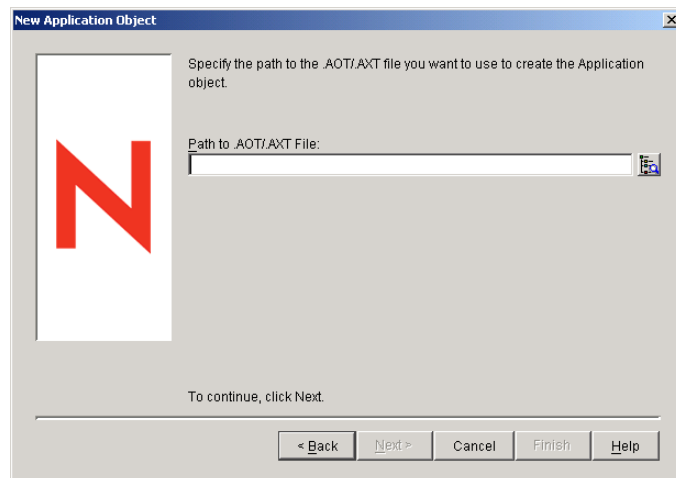 New Application Object
Specify the path to the .AOT/.AXT file you want to use to create the Application
object.
Path to .AOT/.AXT File:
To continue, click Next.
< Back Next > Cancel Finish Help